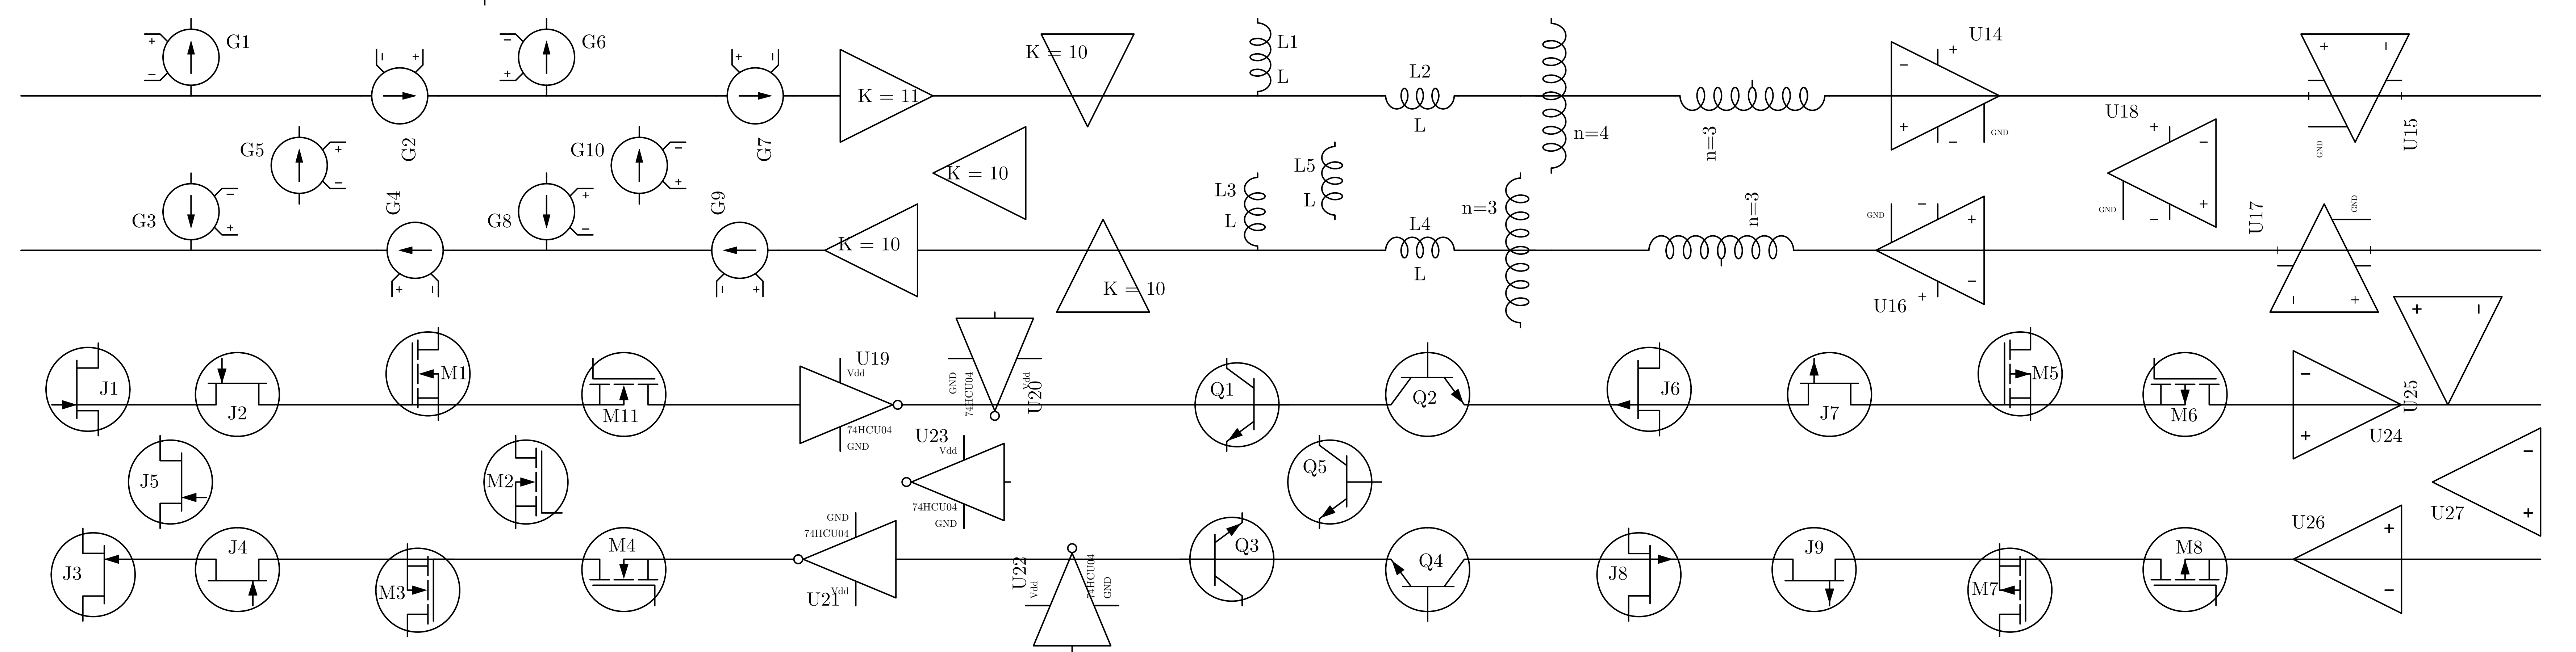 G1
G6
G2
G7
K = 11
K = 10
L1
L
L2
L
n=4
n=3
U14
GND
U15
GND
U18
GND
G5
G10
G3
G4
G8
G9
K = 10
K = 10
K = 10
L3
L
L5
L
L4
L
n=3
n=3
GND
U16
U17
GND
J1
J2
M1
M11
U19
Vdd
74HCU04
GND
GND
74HCU04
Vdd
U20
Q1
Q2
J6
J7
M5
M6
U25
U24
J5
M2
U23
Vdd
74HCU04
GND
Q5
U27
J3
J4
M3
M4
GND
74HCU04
Vdd
U21
U22
Vdd
74HCU04
GND
Q3
Q4
J8
J9
M7
M8
U26